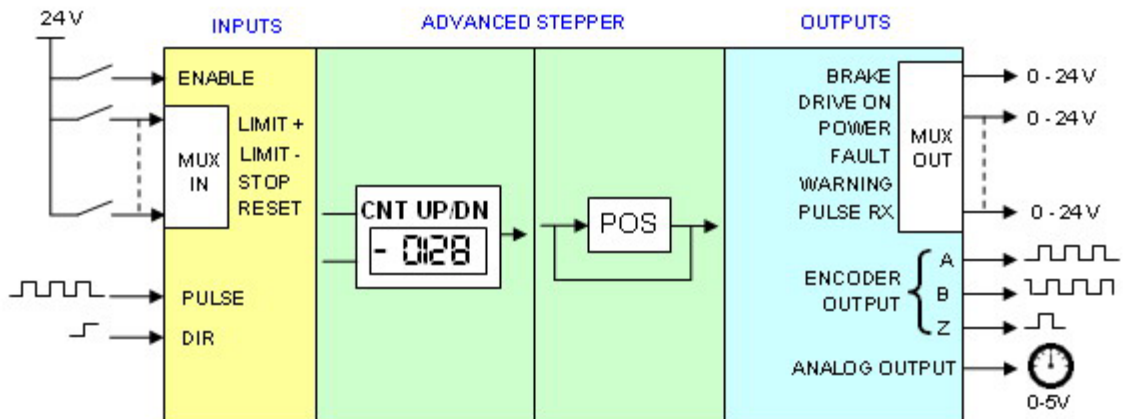 24V
INPUTS
ADVANCED STEPPER
OUTPUTS
ENABLE
MUX
IN
LIMIT +
LIMIT -
STOP
RESET
PULSE
DIR
CNT UP/DN
- 0128
POS
BRAKE
DRIVE ON
POWER
FAULT
WARNING
PULSE RX
MUX
OUT
0 - 24V
0 - 24V
0 - 24V
ENCODER
OUTPUT
A
B
Z
ANALOG OUTPUT
0-5V